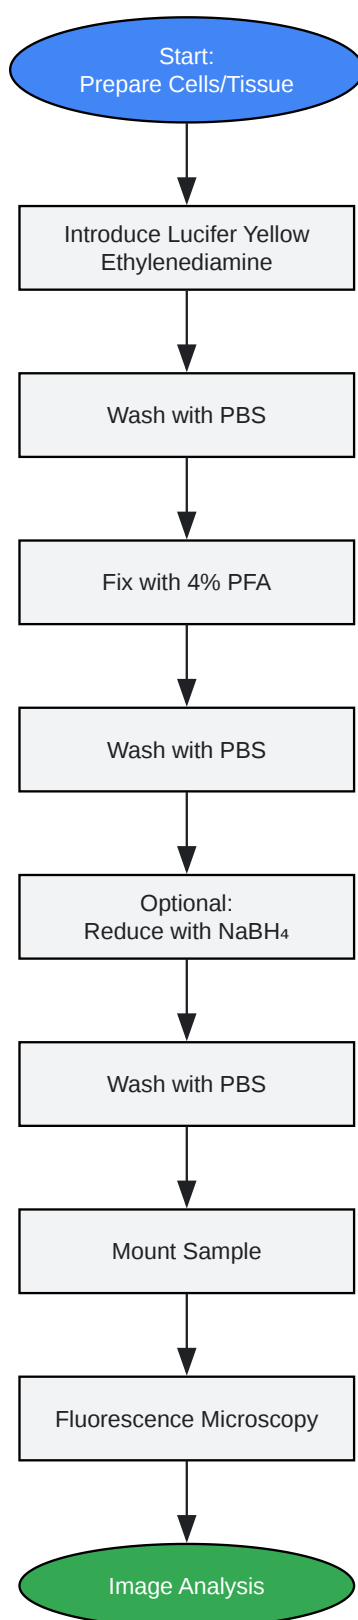 Start:
Prepare Cells/Tissue
Introduce Lucifer Yellow
Ethylenediamine
Wash with PBS
Fix with 4% PFA
Wash with PBS
Optional:
Reduce with NaBH₄
Wash with PBS
Mount Sample
Fluorescence Microscopy
Image Analysis